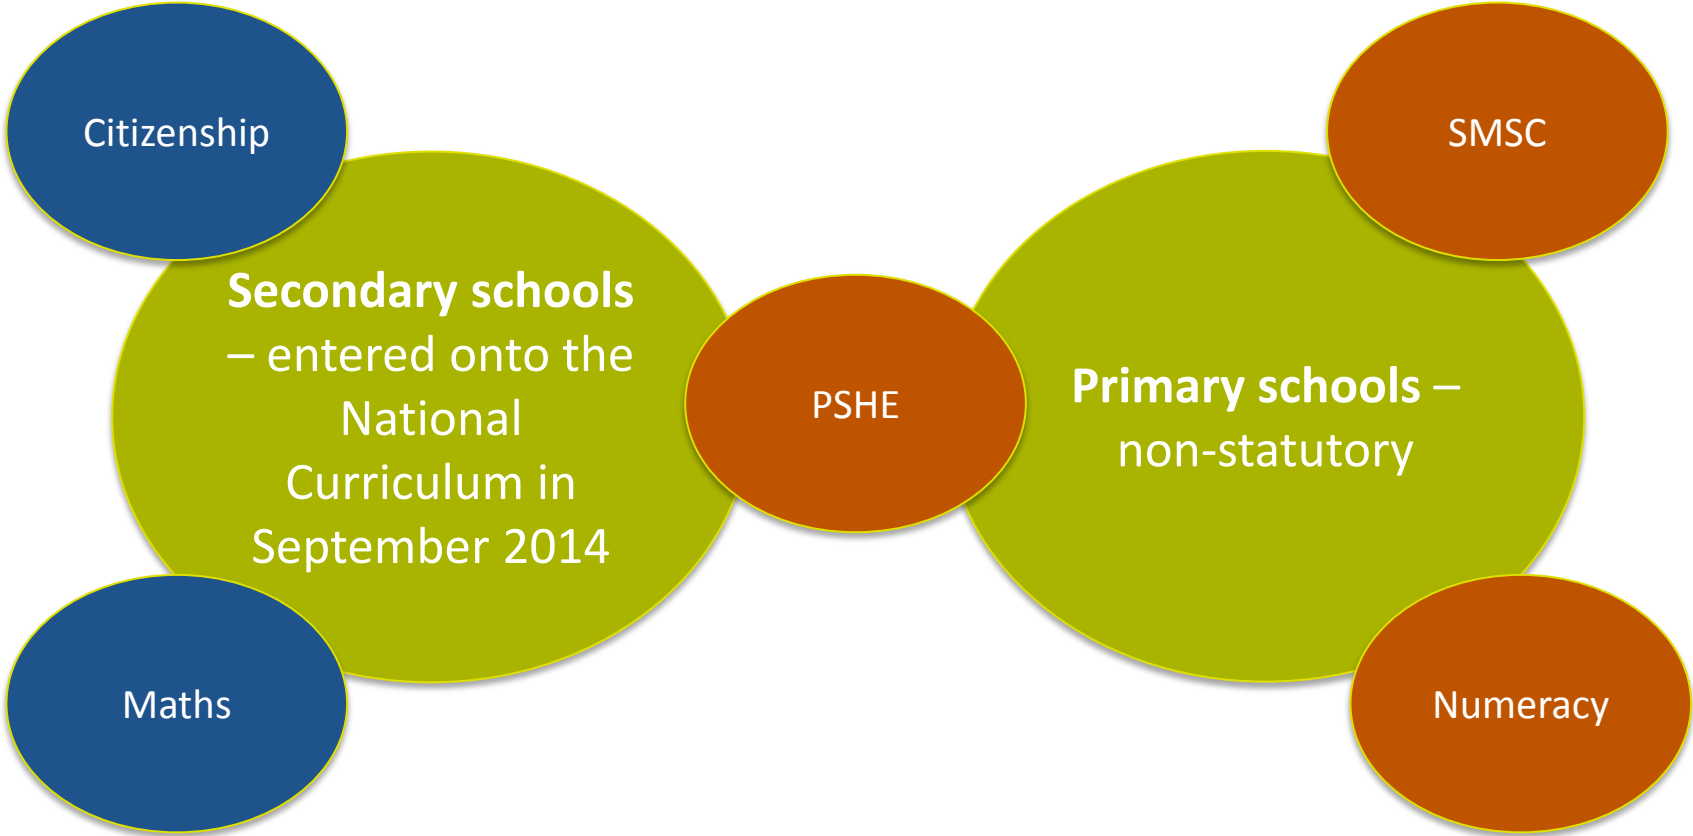 Citizenship
SMSC
Secondary schools
– entered onto the
National
Curriculum in
September 2014
PSHE
Primary schools –
non-statutory
Maths
Numeracy